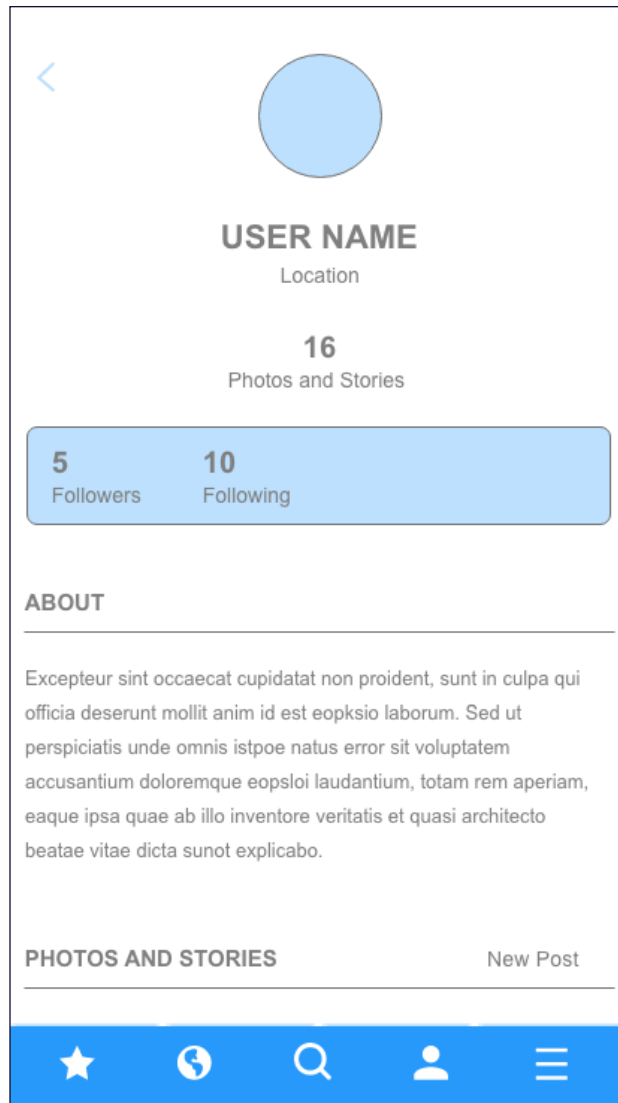 USER NAME
Location
16
Photos and Stories
5
Followers
10
Following
ABOUT
Excepteur sint occaecat cupidatat non proident, sunt in culpa qui
officia deserunt mollit anim id est eopksio laborum. Sed ut
perspiciatis unde omnis istpoe natus error sit voluptatem
accusantium doloremque eopsloi laudantium, totam rem aperiam,
eaque ipsa quae ab illo inventore veritatis et quasi architecto
beatae vitae dicta sunot explicabo.
PHOTOS AND STORIES
New Post